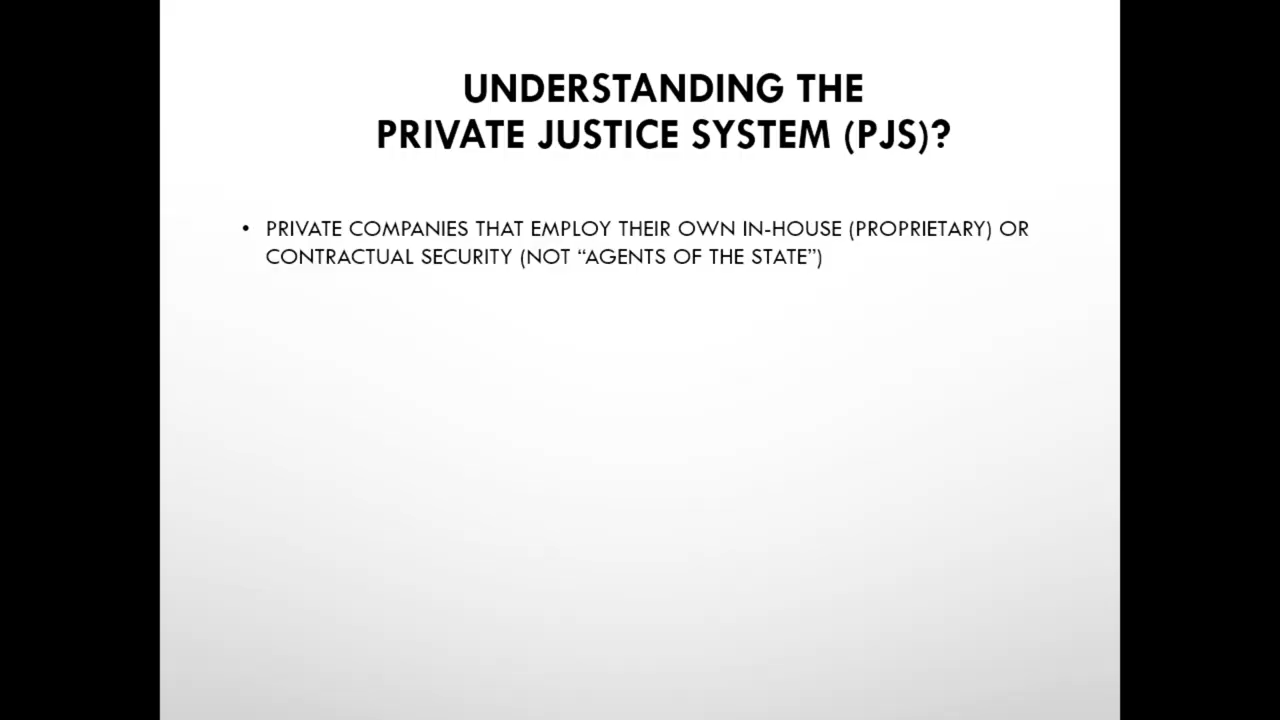 UNDERSTANDING THE
PRIVATE JUSTICE SYSTEM (PJS)?
• PRIVATE COMPANIES THAT EMPLOY THEIR OWN IN-HOUSE (PROPRIETARY) OR
CONTRACTUAL SECURITY (NOT “AGENTS OF THE STATE”)